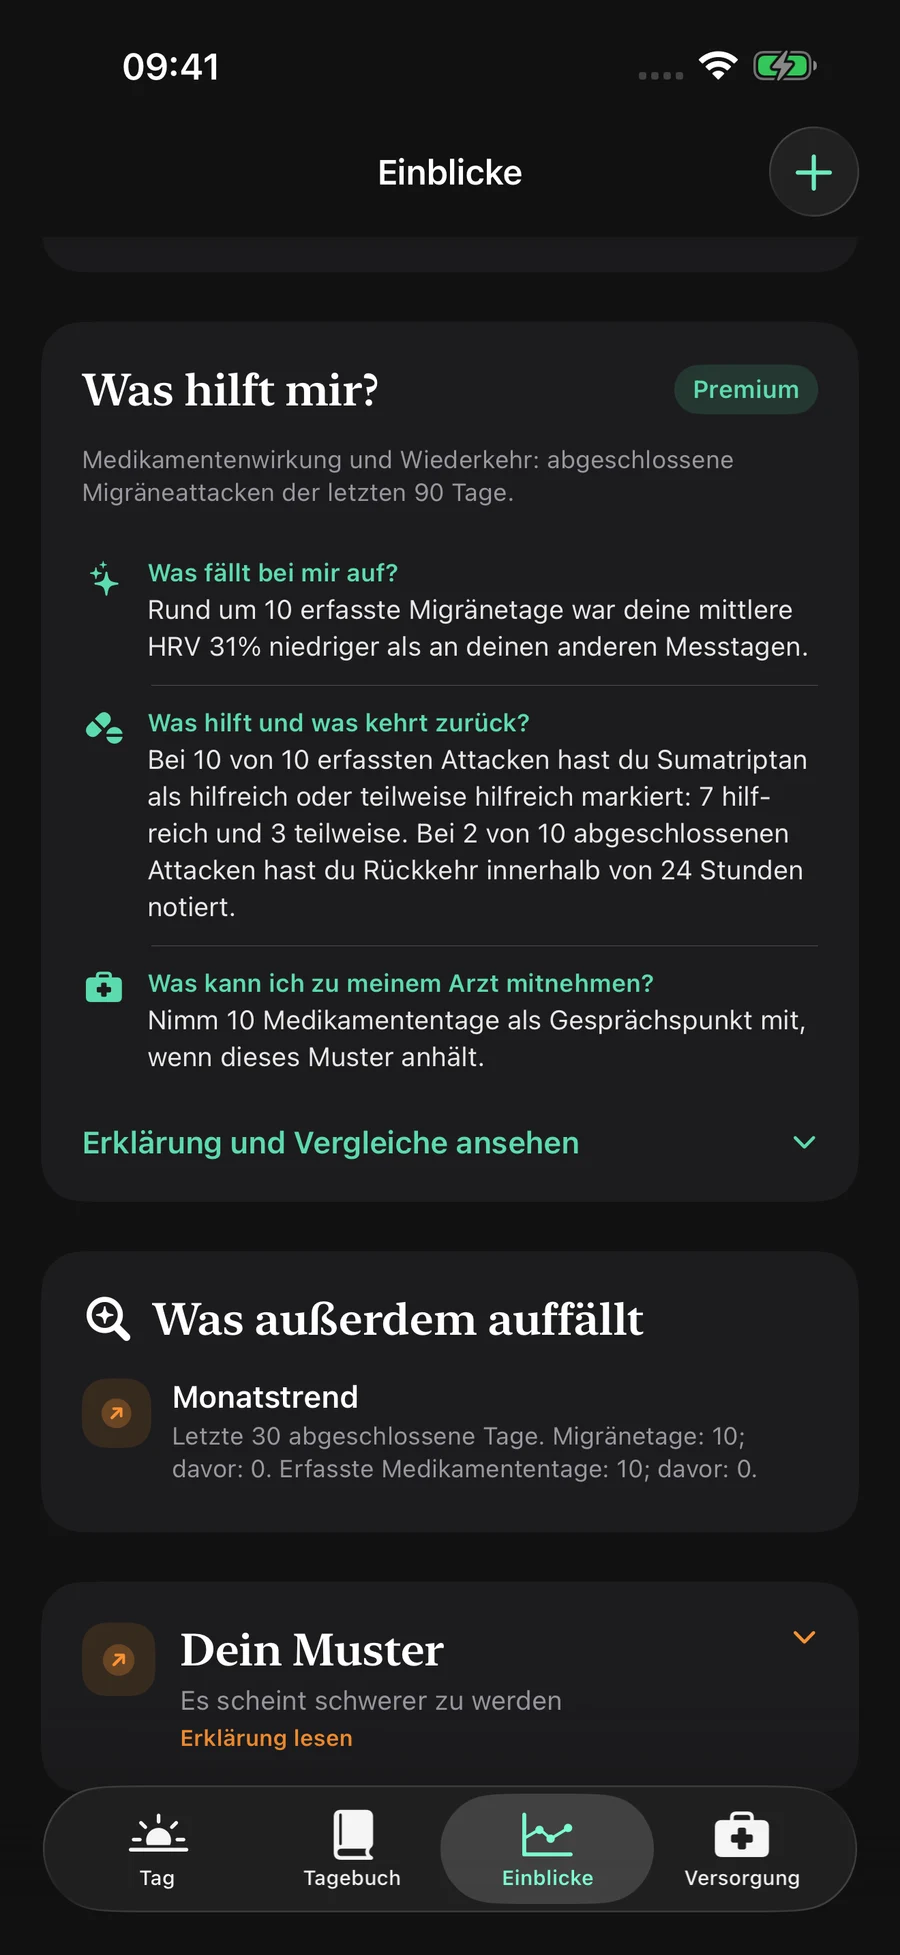 09:41
Einblicke
Was hilft mir?
Premium
Medikamentenwirkung und Wiederkehr: abgeschlossene
Migräneattacken der letzten 90 Tage.
Was fällt bei mir auf?
Rund um 10 erfasste Migränetage war deine mittlere
HRV 31% niedriger als an deinen anderen Messtagen.
Was hilft und was kehrt zurück?
Bei 10 von 10 erfassten Attacken hast du Sumatriptan
als hilfreich oder teilweise hilfreich markiert: 7 hilf-
reich und 3 teilweise. Bei 2 von 10 abgeschlossenen
Attacken hast du Rückkehr innerhalb von 24 Stunden
notiert.
Was kann ich zu meinem Arzt mitnehmen?
Nimm 10 Medikamententage als Gesprächspunkt mit,
wenn dieses Muster anhält.
Erklärung und Vergleiche ansehen
Was außerdem auffällt
Monatstrend
Letzte 30 abgeschlossene Tage. Migränetage: 10;
davor: 0. Erfasste Medikamententage: 10; davor: 0.
Dein Muster
Es scheint schwerer zu werden
Erklärung lesen
Tag
Tagebuch
Einblicke
Versorgung